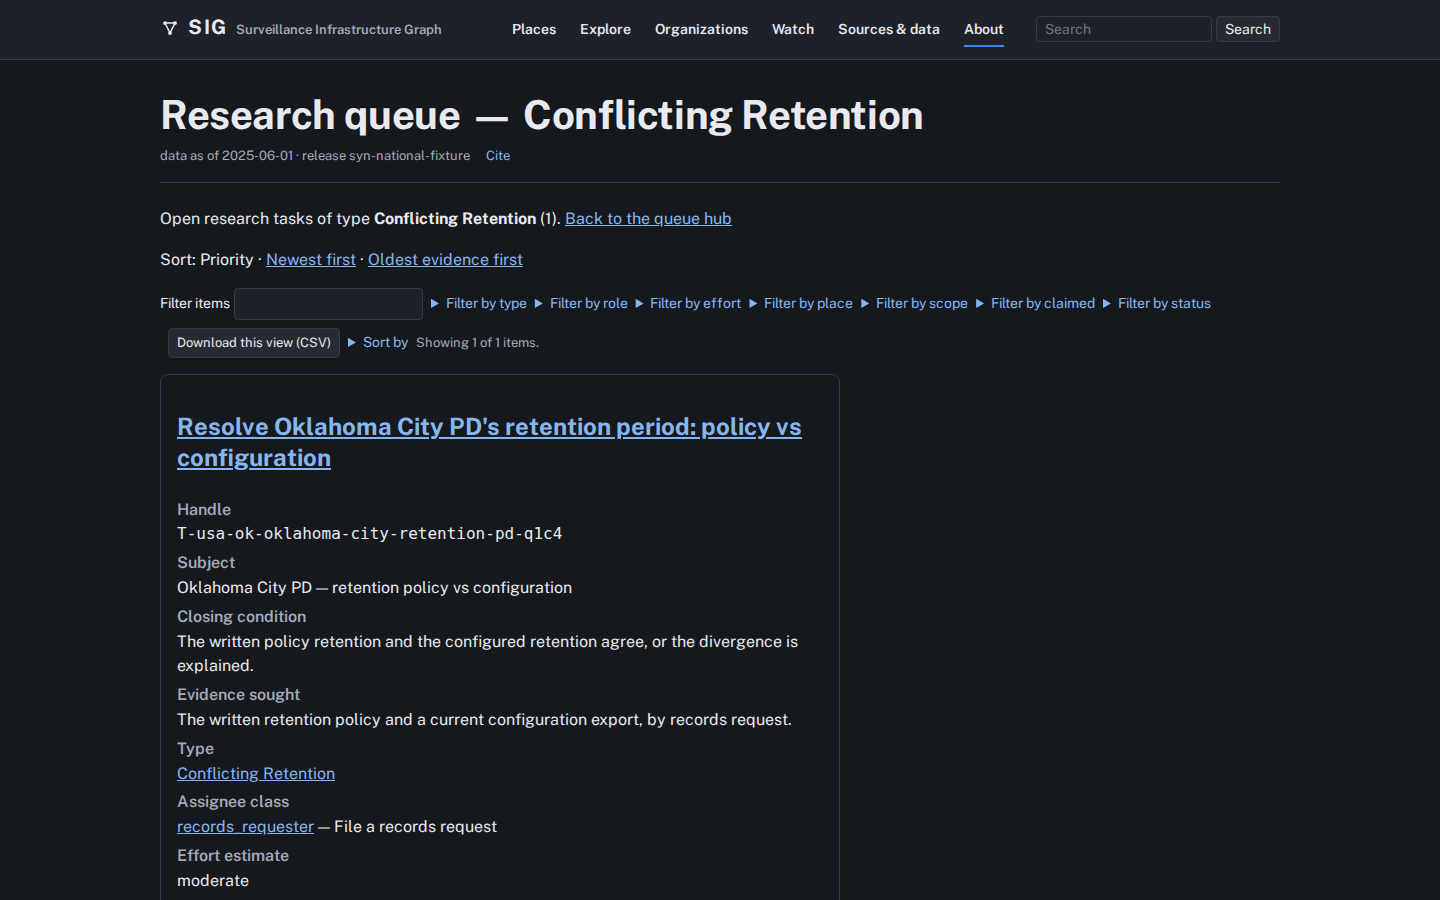 SIG Surveillance Infrastructure Graph
Places Explore Organizations Watch Sources & data About Search Search
Research queue — Conflicting Retention
data as of 2025-06-01 · release syn-national-fixture Cite
Open research tasks of type Conflicting Retention (1). Back to the queue hub
Sort: Priority · Newest first · Oldest evidence first
Filter items ▶ Filter by type ▶ Filter by role ▶ Filter by effort ▶ Filter by place ▶ Filter by scope ▶ Filter by claimed ▶ Filter by status
Download this view (CSV) ▶ Sort by Showing 1 of 1 items.
Resolve Oklahoma City PD's retention period: policy vs
configuration
Handle
T-usa-ok-oklahoma-city-retention-pd-q1c4
Subject
Oklahoma City PD — retention policy vs configuration
Closing condition
The written policy retention and the configured retention agree, or the divergence is
explained.
Evidence sought
The written retention policy and a current configuration export, by records request.
Type
Conflicting Retention
Assignee class
records_requester — File a records request
Effort estimate
moderate